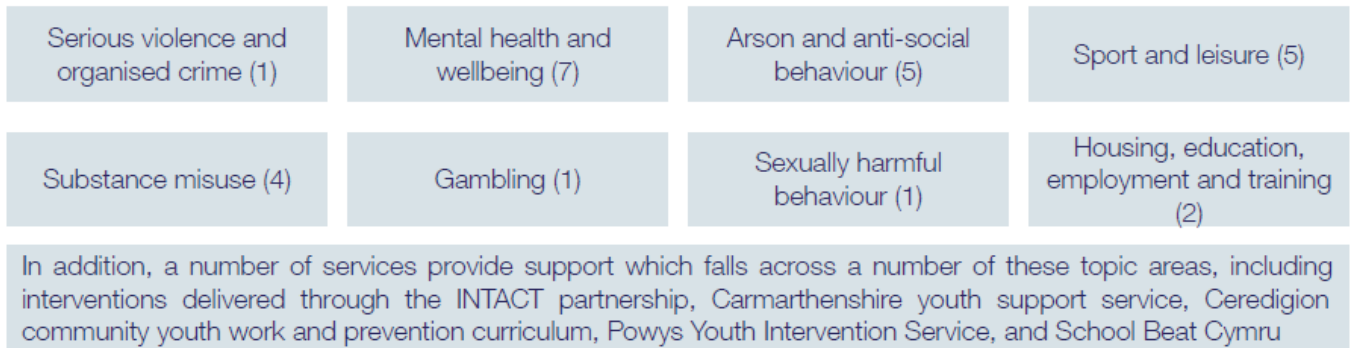 Serious violence and
organised crime (1)
Mental health and
wellbeing (7)
Arson and anti-social
behaviour (5)
Sport and leisure (5)
Substance misuse (4)
Gambling (1)
Sexually harmful
behaviour (1)
Housing, education,
employment and training
(2)
In addition, a number of services provide support which falls across a number of these topic areas, including
interventions delivered through the INTACT partnership, Carmarthenshire youth support service, Ceredigion
community youth work and prevention curriculum, Powys Youth Intervention Service, and School Beat Cymru